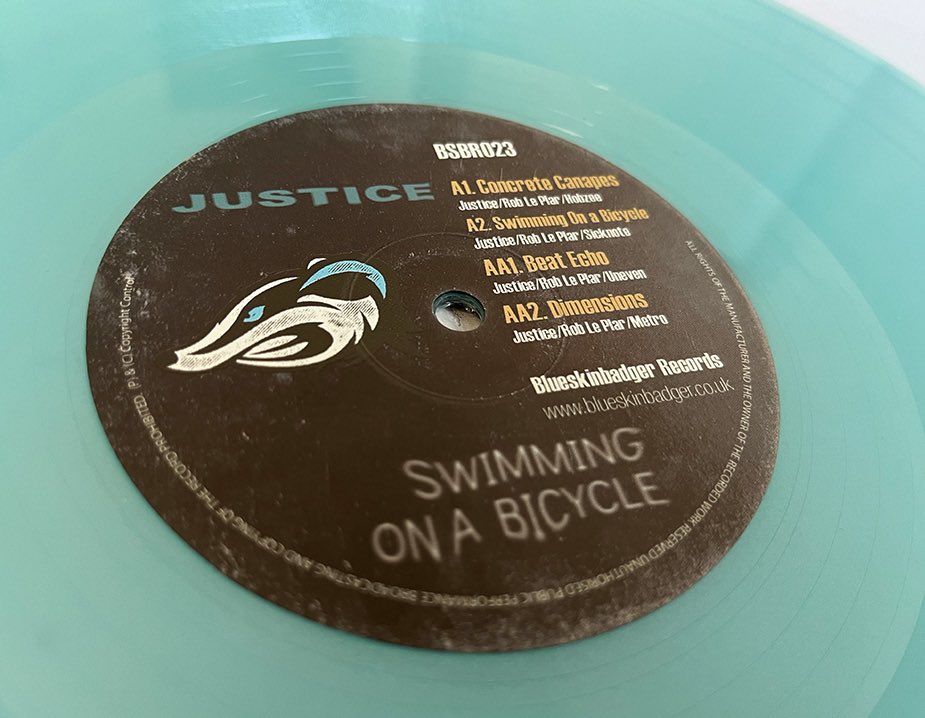 BSBR023
JUSTICE
A1. Concrete Canapes
Justice/Rob Le Plar/Hobzee
A2. Swimming On a Bicycle
Justice/Rob Le Plar/Sicknote
AA1. Beat Echo
Justice/Rob Le Plar/Uneven
AA2. Dimensions
Justice/Rob Le Plar/Metro
Blueskinbadger Records
www.blueskinbadger.co.uk
SWIMMING
ON A BICYCLE
ALL RIGHTS OF THE MANUFACTURER AND THE OWNER OF THE RECORDED WORK RESERVED UNAUTHORISED PUBLIC PERFORMANCE BROADCASTING AND COPYING OF THE RECORD PROHIBITED (P) & (C) Copyright Control